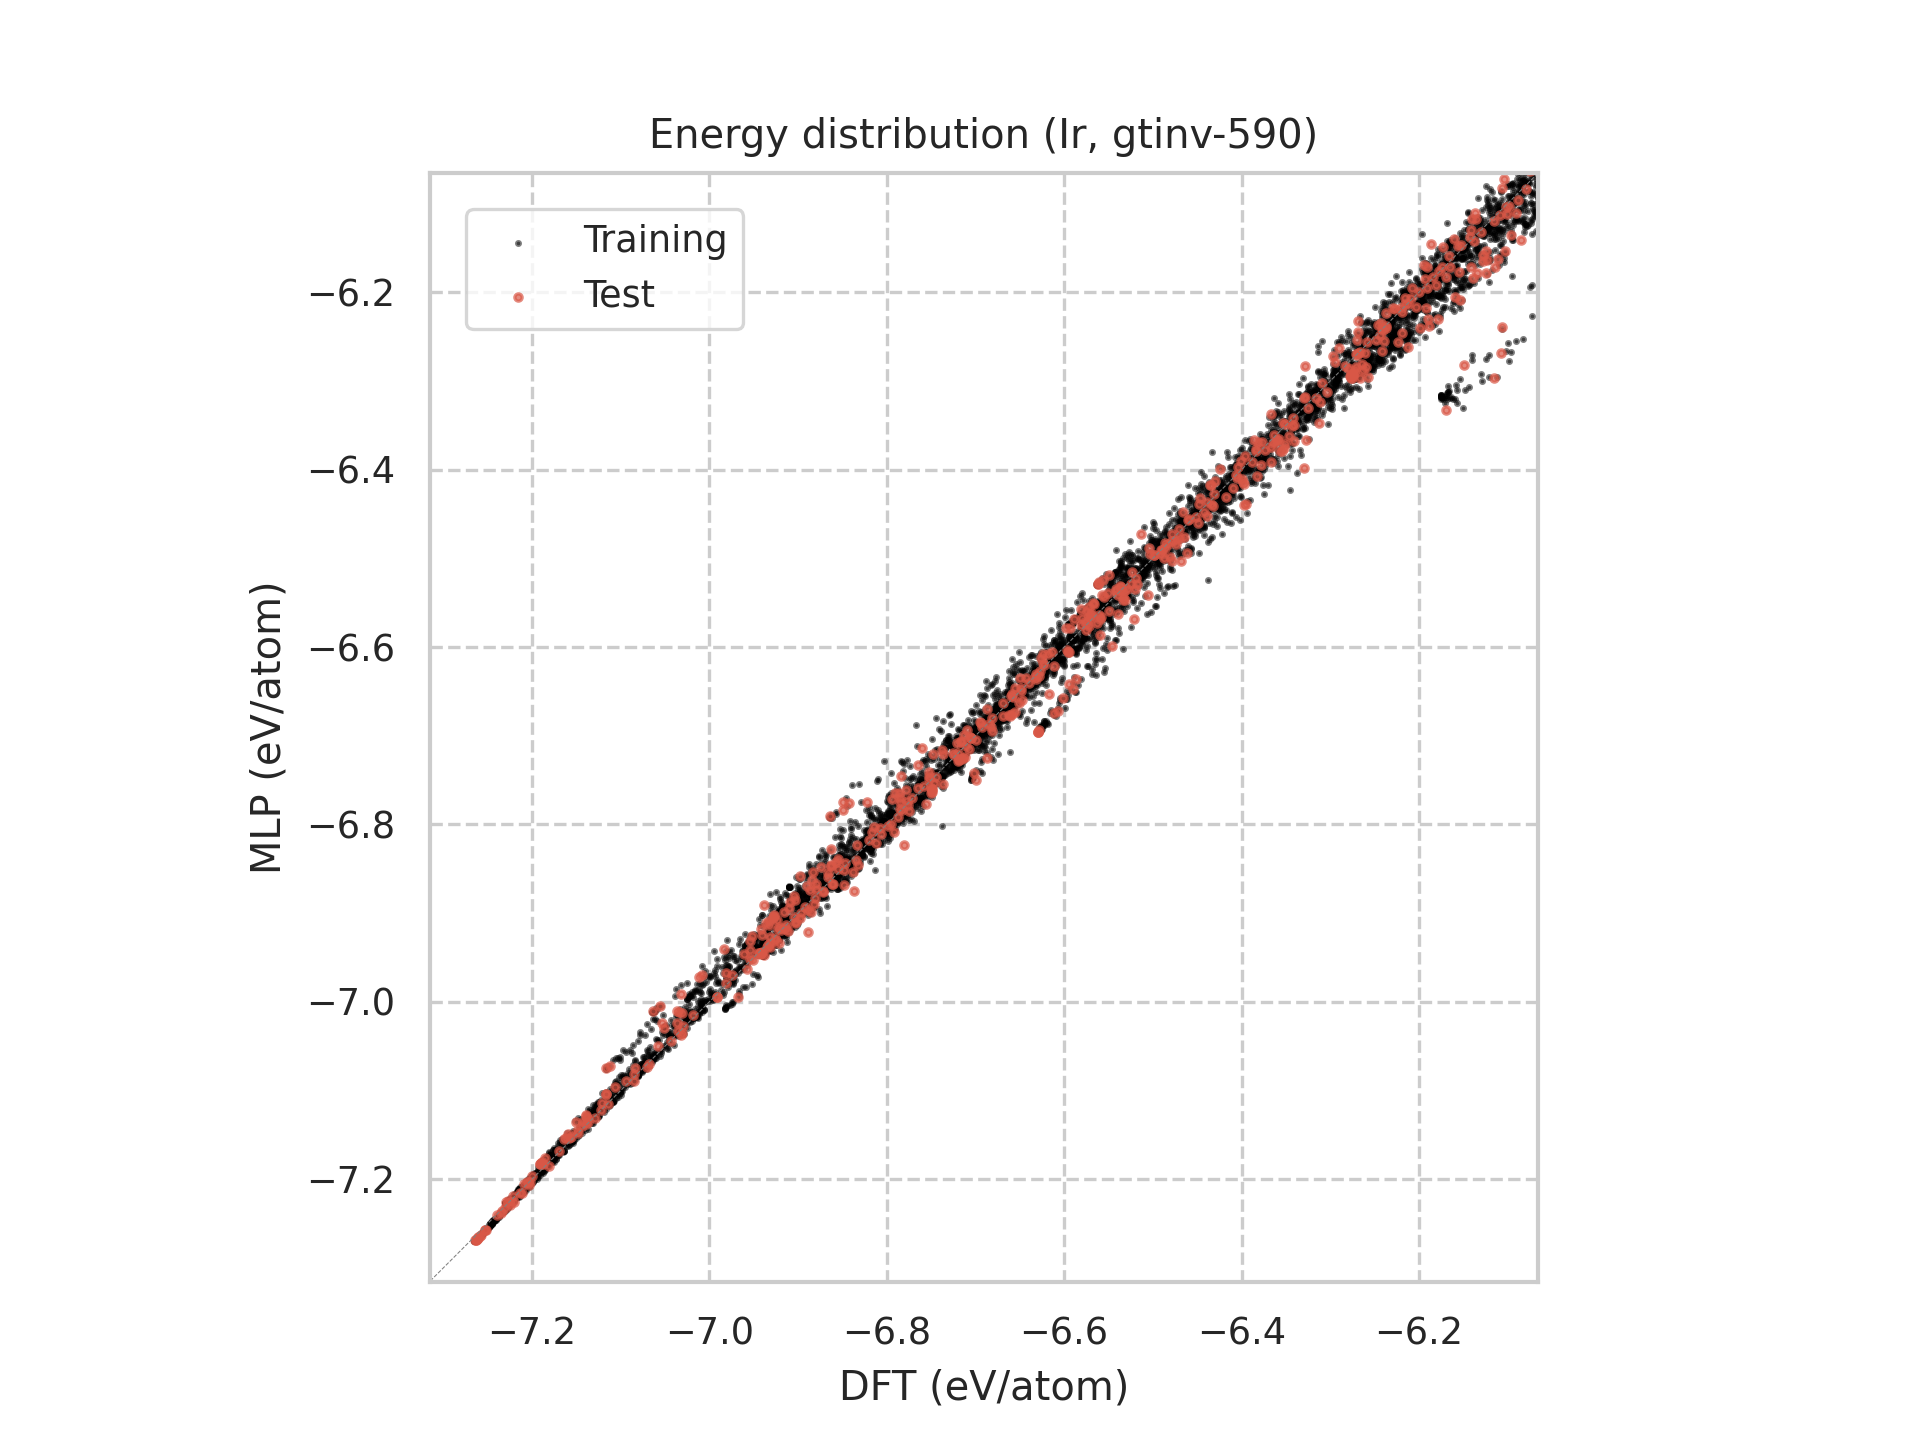 Energy distribution (Ir, gtinv-590)
Training
Test
MLP (eV/atom)
−6.2
−6.4
−6.6
−6.8
−7.0
−7.2
−7.2 −7.0 −6.8 −6.6 −6.4 −6.2
DFT (eV/atom)